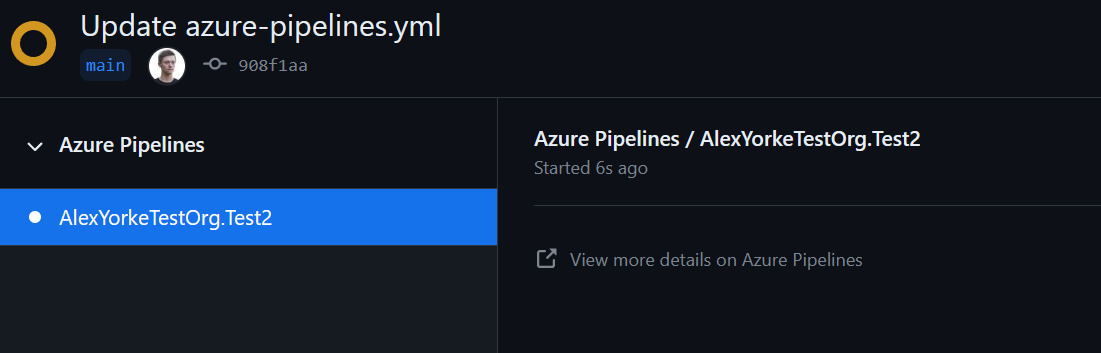 Update azure-pipelines.yml
main 908f1aa
Azure Pipelines
AlexYorkeTestOrg.Test2
Azure Pipelines / AlexYorkeTestOrg.Test2
Started 6s ago
View more details on Azure Pipelines